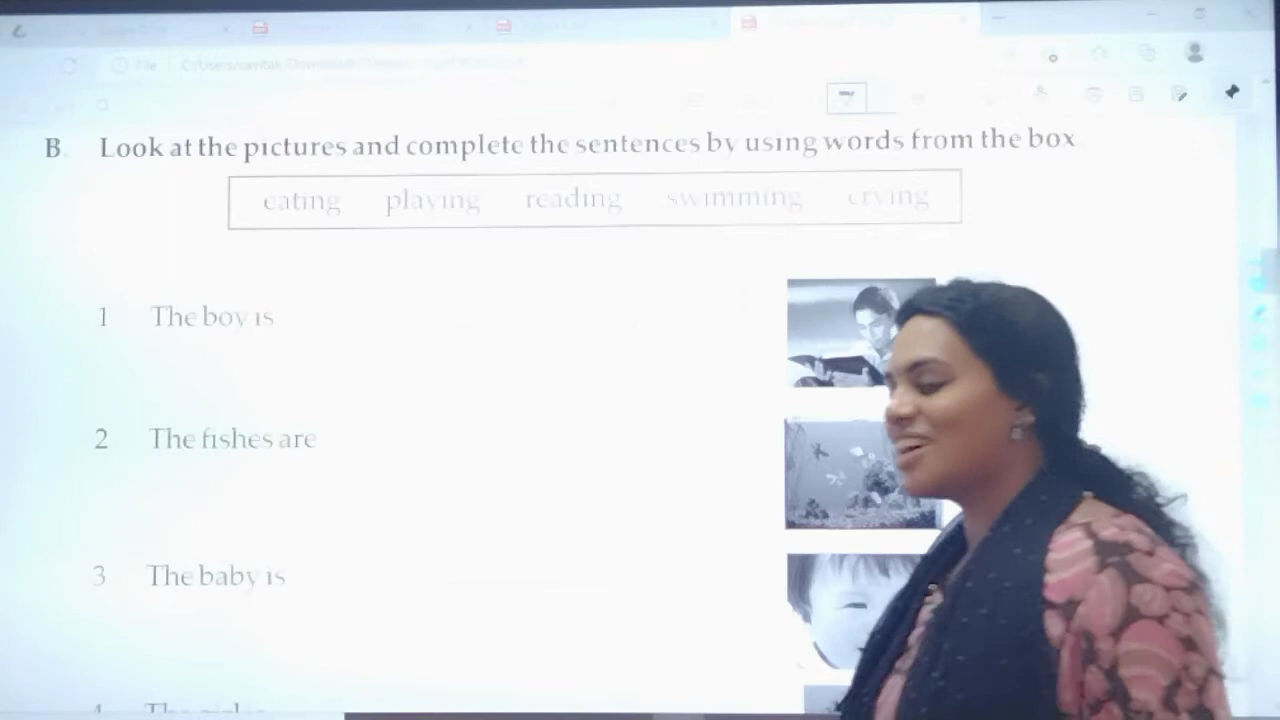 File
B. Look at the pictures and complete the sentences by using words from the box
eating playing reading swimming crying
1 The boy is
2 The fishes are
3 The baby is